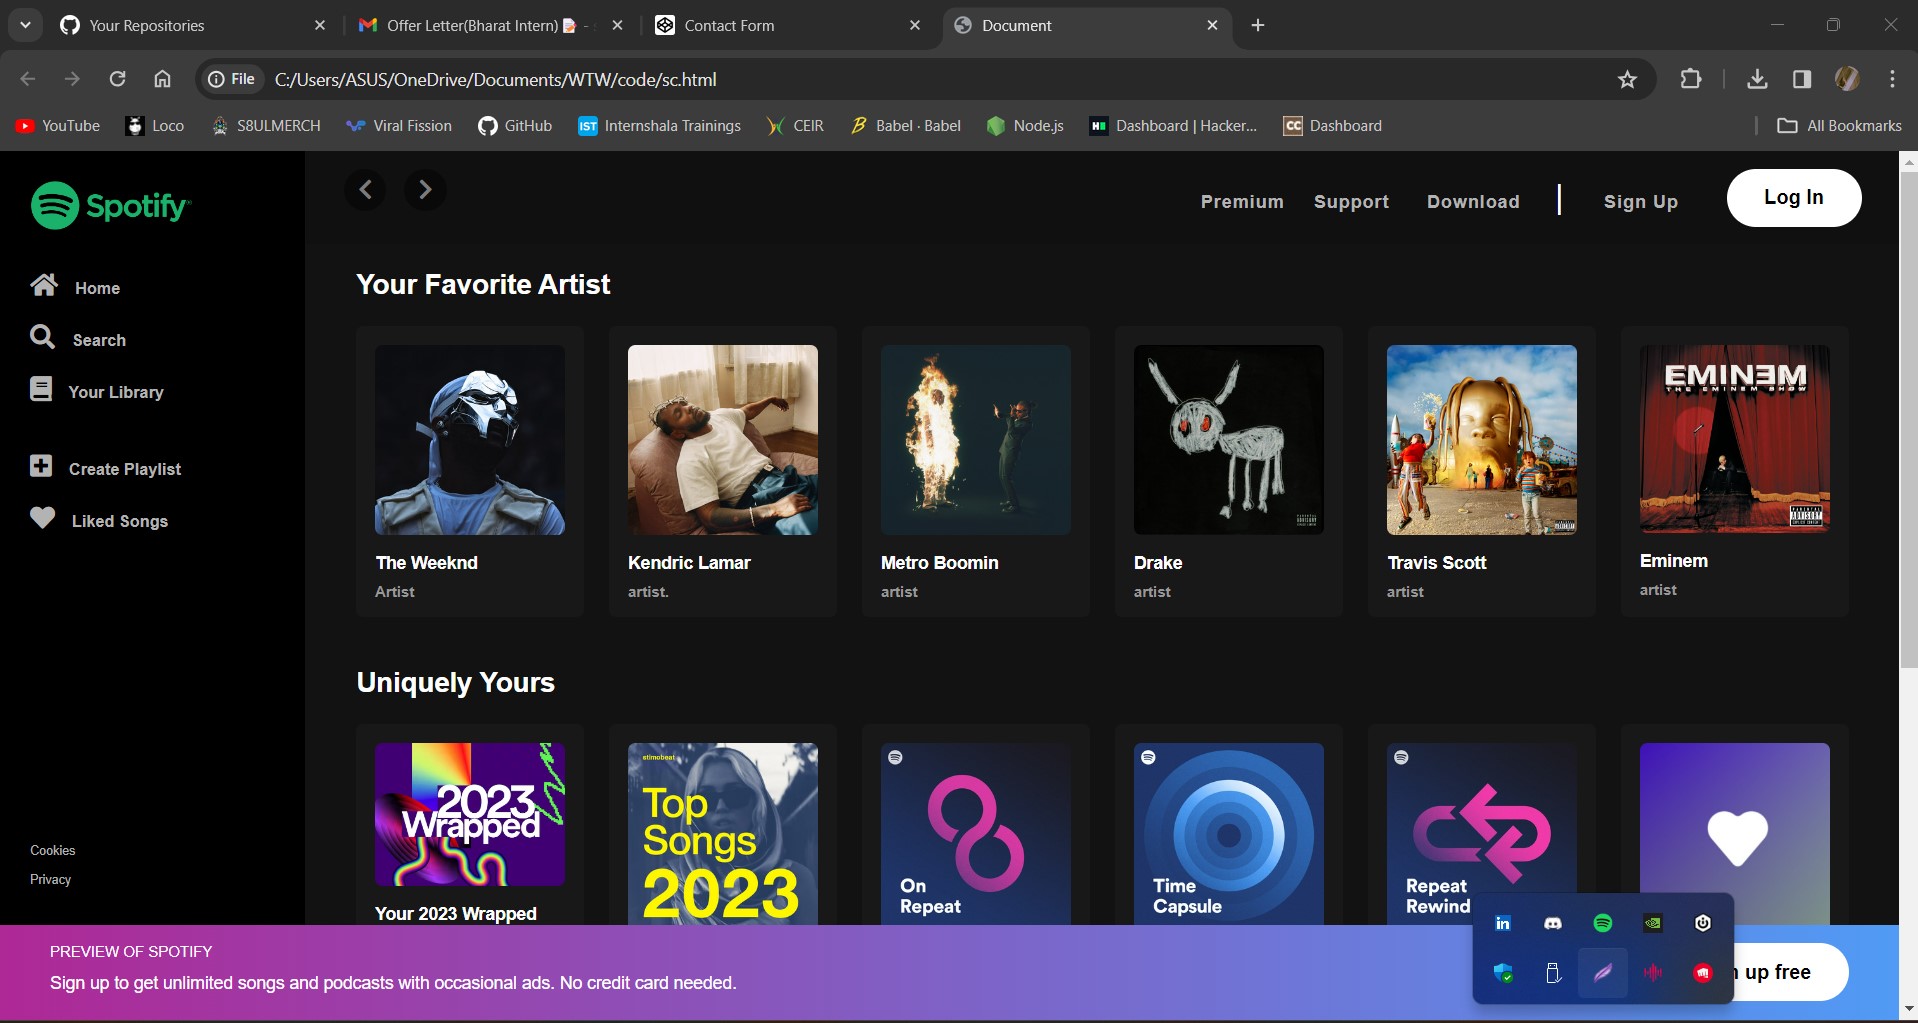 Your Repositories
Offer Letter(Bharat Intern)
Contact Form
Document
File
C:/Users/ASUS/OneDrive/Documents/WTW/code/sc.html
YouTube
Loco
S8ULMERCH
Viral Fission
GitHub
IST
Internshala Trainings
CEIR
Babel · Babel
Node.js
Dashboard | Hacker...
CC
Dashboard
All Bookmarks
Spotify
Premium
Support
Download
Sign Up
Log In
Home
Search
Your Library
Create Playlist
Liked Songs
Your Favorite Artist
EMINEM
THE EMINEM SHOW
The Weeknd
Kendric Lamar
Metro Boomin
Drake
Travis Scott
Eminem
Artist
artist.
artist
artist
artist
artist
Uniquely Yours
2023
Wrapped
stimobeat
Top
Songs
2023
On
Repeat
Time
Capsule
Repeat
Rewind
Your 2023 Wrapped
Cookies
Privacy
PREVIEW OF SPOTIFY
Sign up to get unlimited songs and podcasts with occasional ads. No credit card needed.
up free
in